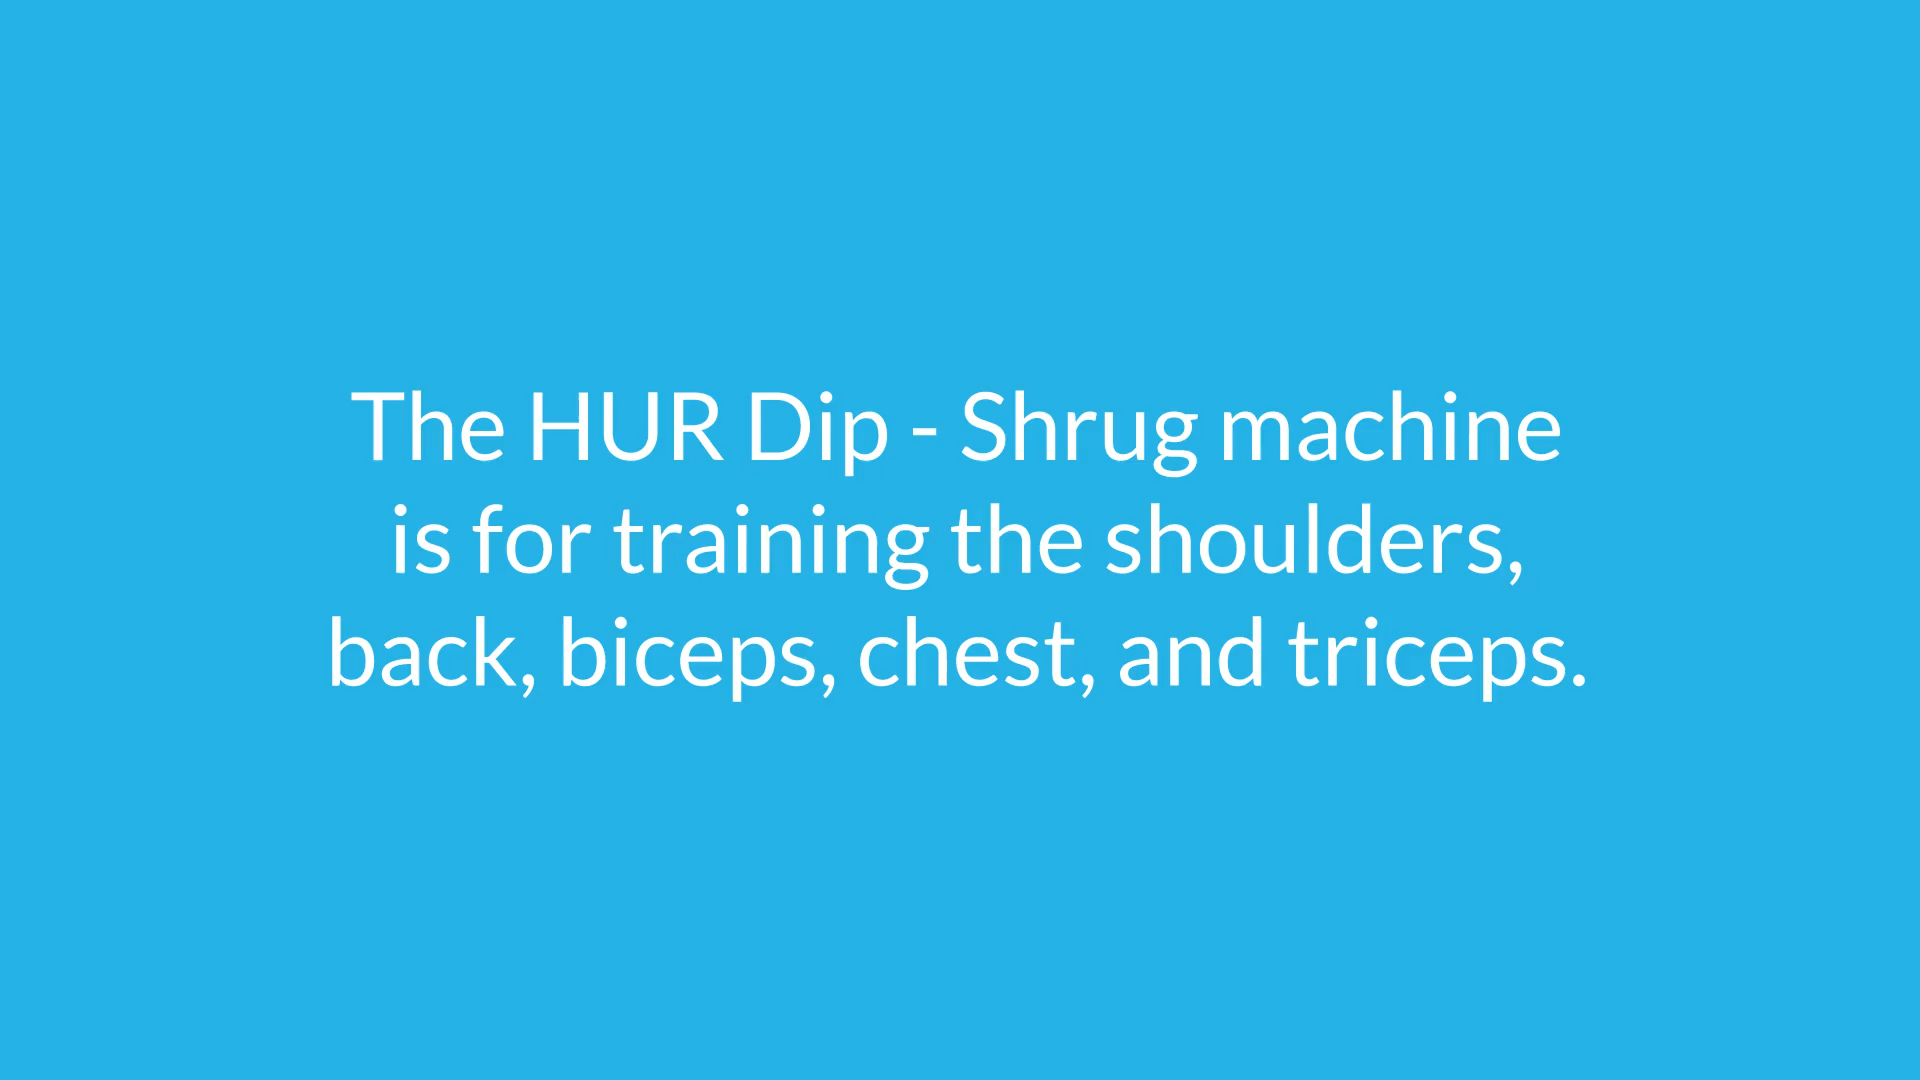 The HUR Dip - Shrug machine
is for training the shoulders,
back, biceps, chest, and triceps.